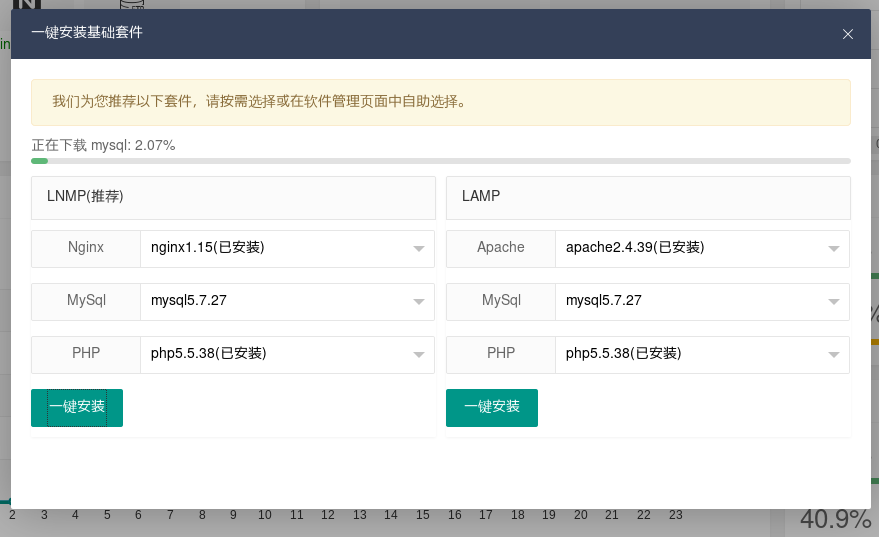 一键安装基础套件
我们为您推荐以下套件，请按需选择或在软件管理页面中自助选择。
正在下载 mysql: 2.07%
LNMP(推荐)
Nginx nginx1.15(已安装)
MySql mysql5.7.27
PHP php5.5.38(已安装)
一键安装
LAMP
Apache apache2.4.39(已安装)
MySql mysql5.7.27
PHP php5.5.38(已安装)
一键安装
2 3 4 5 6 7 8 9 10 11 12 13 14 15 16 17 18 19 20 21 22 23
40.9%